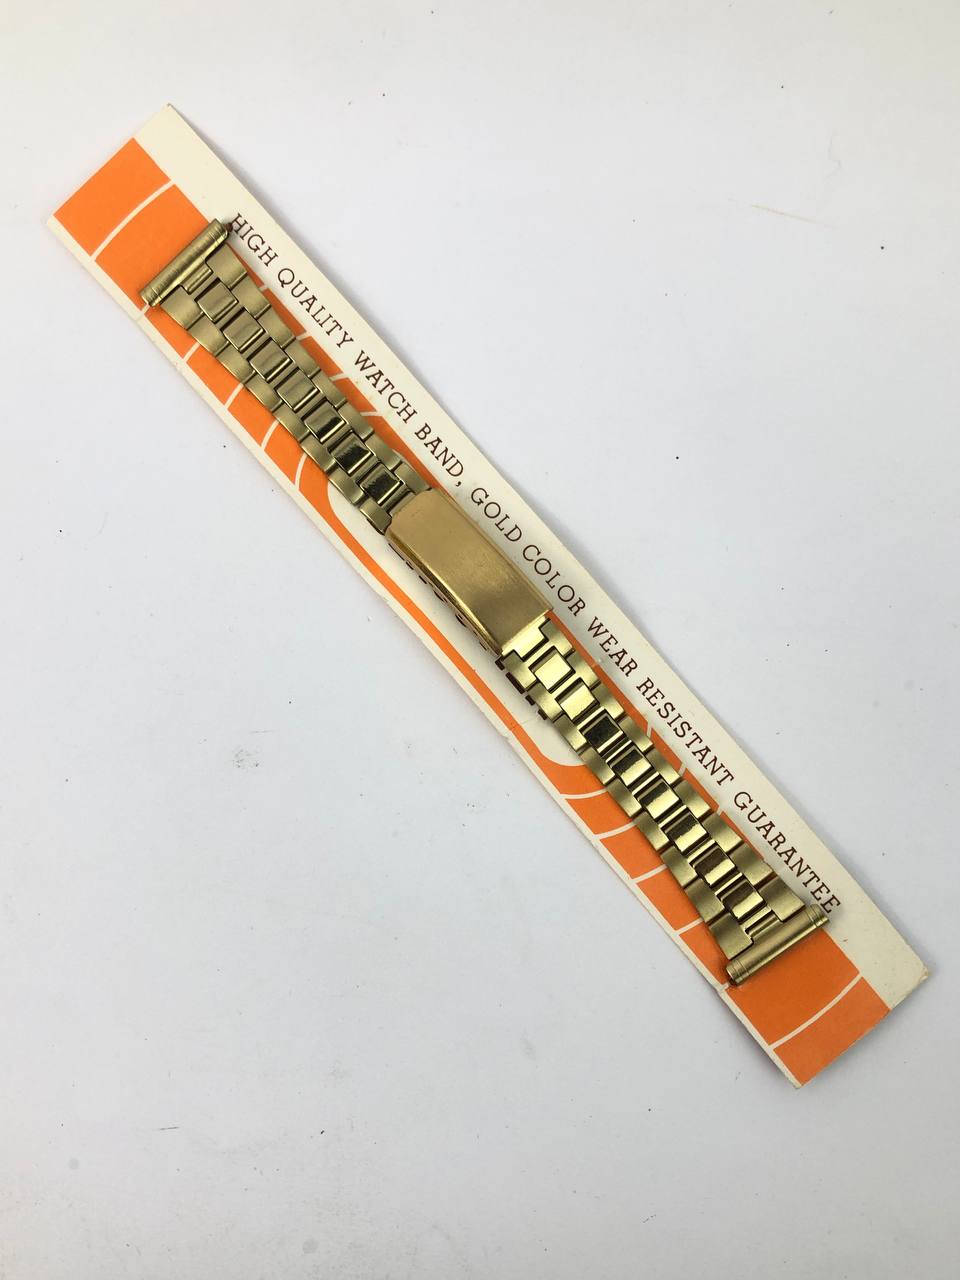 HIGH QUALITY WATCH BAND, GOLD COLOR WEAR RESISTANT GUARANTEE